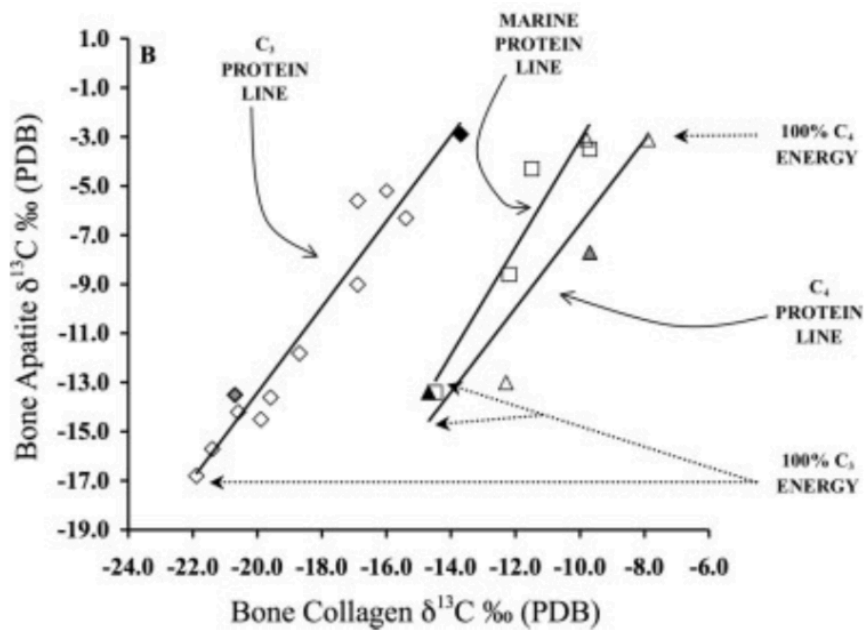 B
C₃
PROTEIN
LINE
MARINE
PROTEIN
LINE
100% C₄
ENERGY
C₄
PROTEIN
LINE
100% C₃
ENERGY
Bone Apatite δ¹³C ‰ (PDB)
1.0
-1.0
-3.0
-5.0
-7.0
-9.0
-11.0
-13.0
-15.0
-17.0
-19.0
-24.0 -22.0 -20.0 -18.0 -16.0 -14.0 -12.0 -10.0 -8.0 -6.0
Bone Collagen δ¹³C ‰ (PDB)